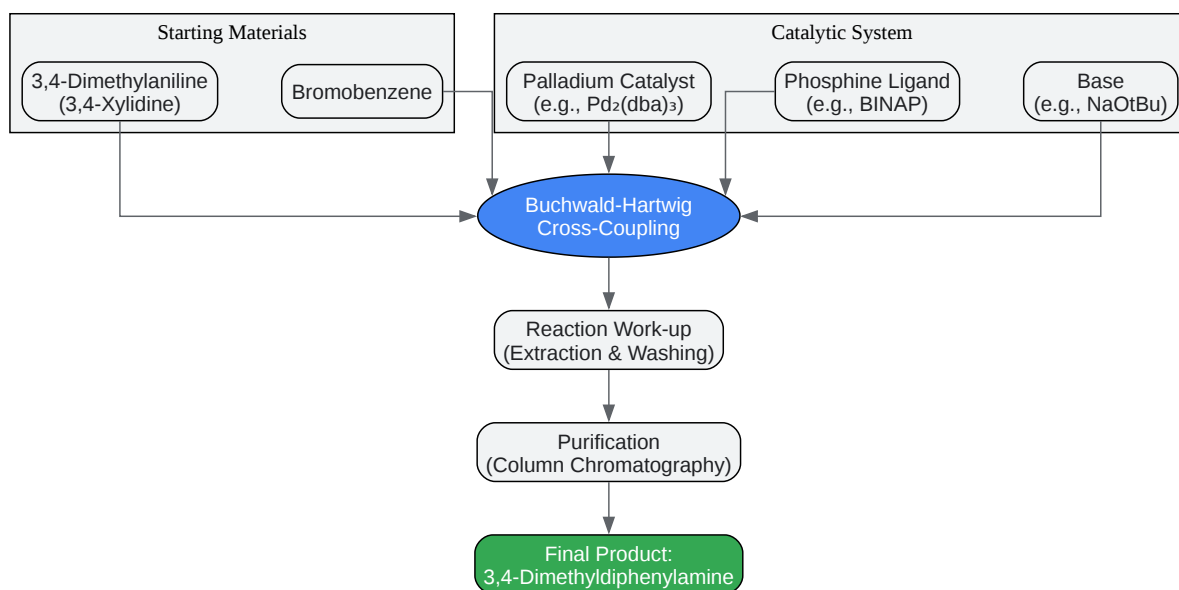 Starting Materials
3,4-Dimethylaniline
(3,4-Xylidine)
Bromobenzene
Catalytic System
Palladium Catalyst
(e.g., Pd₂(dba)₃)
Phosphine Ligand
(e.g., BINAP)
Base
(e.g., NaOtBu)
Buchwald-Hartwig
Cross-Coupling
Reaction Work-up
(Extraction & Washing)
Purification
(Column Chromatography)
Final Product:
3,4-Dimethyldiphenylamine